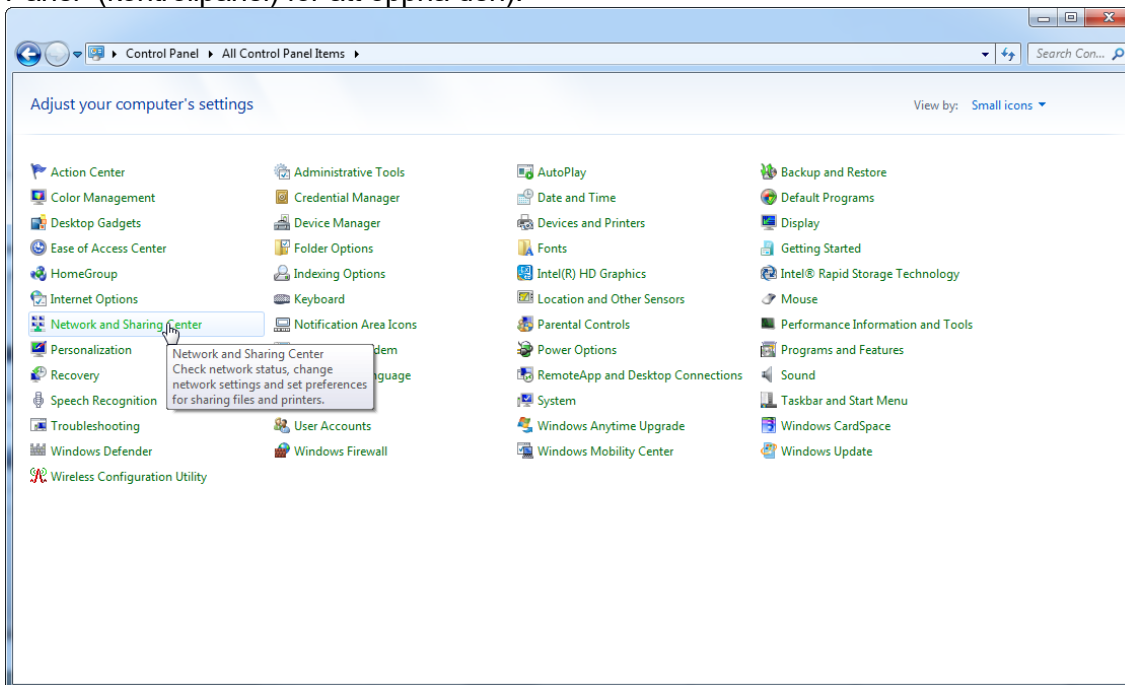 Panel" (kontrollpanel) för att öppna den).
Control Panel ▸ All Control Panel Items ▸
Search Con...
Adjust your computer's settings
View by: Small icons
Action Center Administrative Tools AutoPlay Backup and Restore
Color Management Credential Manager Date and Time Default Programs
Desktop Gadgets Device Manager Devices and Printers Display
Ease of Access Center Folder Options Fonts Getting Started
HomeGroup Indexing Options Intel(R) HD Graphics Intel® Rapid Storage Technology
Internet Options Keyboard Location and Other Sensors Mouse
Network and Sharing Center Notification Area Icons Parental Controls Performance Information and Tools
Personalization dem Power Options Programs and Features
Recovery guage RemoteApp and Desktop Connections Sound
Speech Recognition System Taskbar and Start Menu
Network and Sharing Center
Check network status, change
network settings and set preferences
for sharing files and printers.
Troubleshooting User Accounts Windows Anytime Upgrade Windows CardSpace
Windows Defender Windows Firewall Windows Mobility Center Windows Update
Wireless Configuration Utility